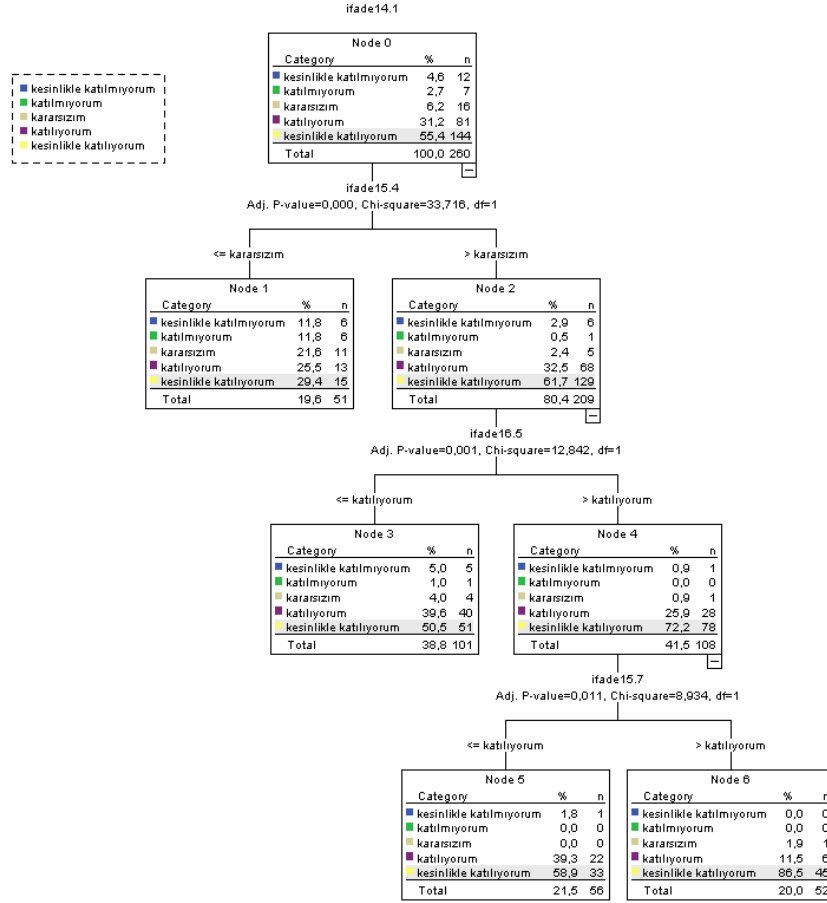 ifade14.1
Node 0
Category % n
kesinlikle katılmıyorum 4,6 12
katılmıyorum 2,7 7
kararsızım 6,2 16
katılıyorum 31,2 81
kesinlikle katılıyorum 55,4 144
Total 100,0 260
kesinlikle katılmıyorum
katılmıyorum
kararsızım
katılıyorum
kesinlikle katılıyorum
ifade15.4
Adj. P-value=0,000, Chi-square=33,716, df=1
<= kararsızım
> kararsızım
Node 1
Category % n
kesinlikle katılmıyorum 11,8 6
katılmıyorum 11,8 6
kararsızım 21,6 11
katılıyorum 25,5 13
kesinlikle katılıyorum 29,4 15
Total 19,6 51
Node 2
Category % n
kesinlikle katılmıyorum 2,9 6
katılmıyorum 0,5 1
kararsızım 2,4 5
katılıyorum 32,5 68
kesinlikle katılıyorum 61,7 129
Total 80,4 209
ifade16.5
Adj. P-value=0,001, Chi-square=12,842, df=1
<= katılıyorum
> katılıyorum
Node 3
Category % n
kesinlikle katılmıyorum 5,0 5
katılmıyorum 1,0 1
kararsızım 4,0 4
katılıyorum 39,6 40
kesinlikle katılıyorum 50,5 51
Total 38,8 101
Node 4
Category % n
kesinlikle katılmıyorum 0,9 1
katılmıyorum 0,0 0
kararsızım 0,9 1
katılıyorum 25,9 28
kesinlikle katılıyorum 72,2 78
Total 41,5 108
ifade15.7
Adj. P-value=0,011, Chi-square=8,934, df=1
<= katılıyorum
> katılıyorum
Node 5
Category % n
kesinlikle katılmıyorum 1,8 1
katılmıyorum 0,0 0
kararsızım 0,0 0
katılıyorum 39,3 22
kesinlikle katılıyorum 58,9 33
Total 21,5 56
Node 6
Category % n
kesinlikle katılmıyorum 0,0 0
katılmıyorum 0,0 0
kararsızım 1,9 1
katılıyorum 11,5 6
kesinlikle katılıyorum 86,5 45
Total 20,0 52